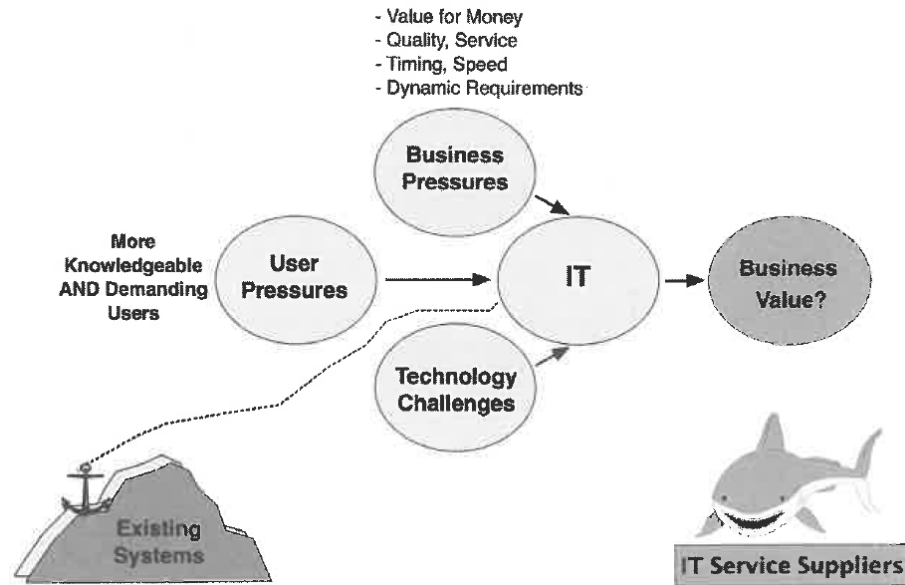 - Value for Money
- Quality, Service
- Timing, Speed
- Dynamic Requirements
Business
Pressures
More
Knowledgeable
AND Demanding
Users
User
Pressures
IT
Business
Value?
Technology
Challenges
Existing
Systems
IT Service Suppliers